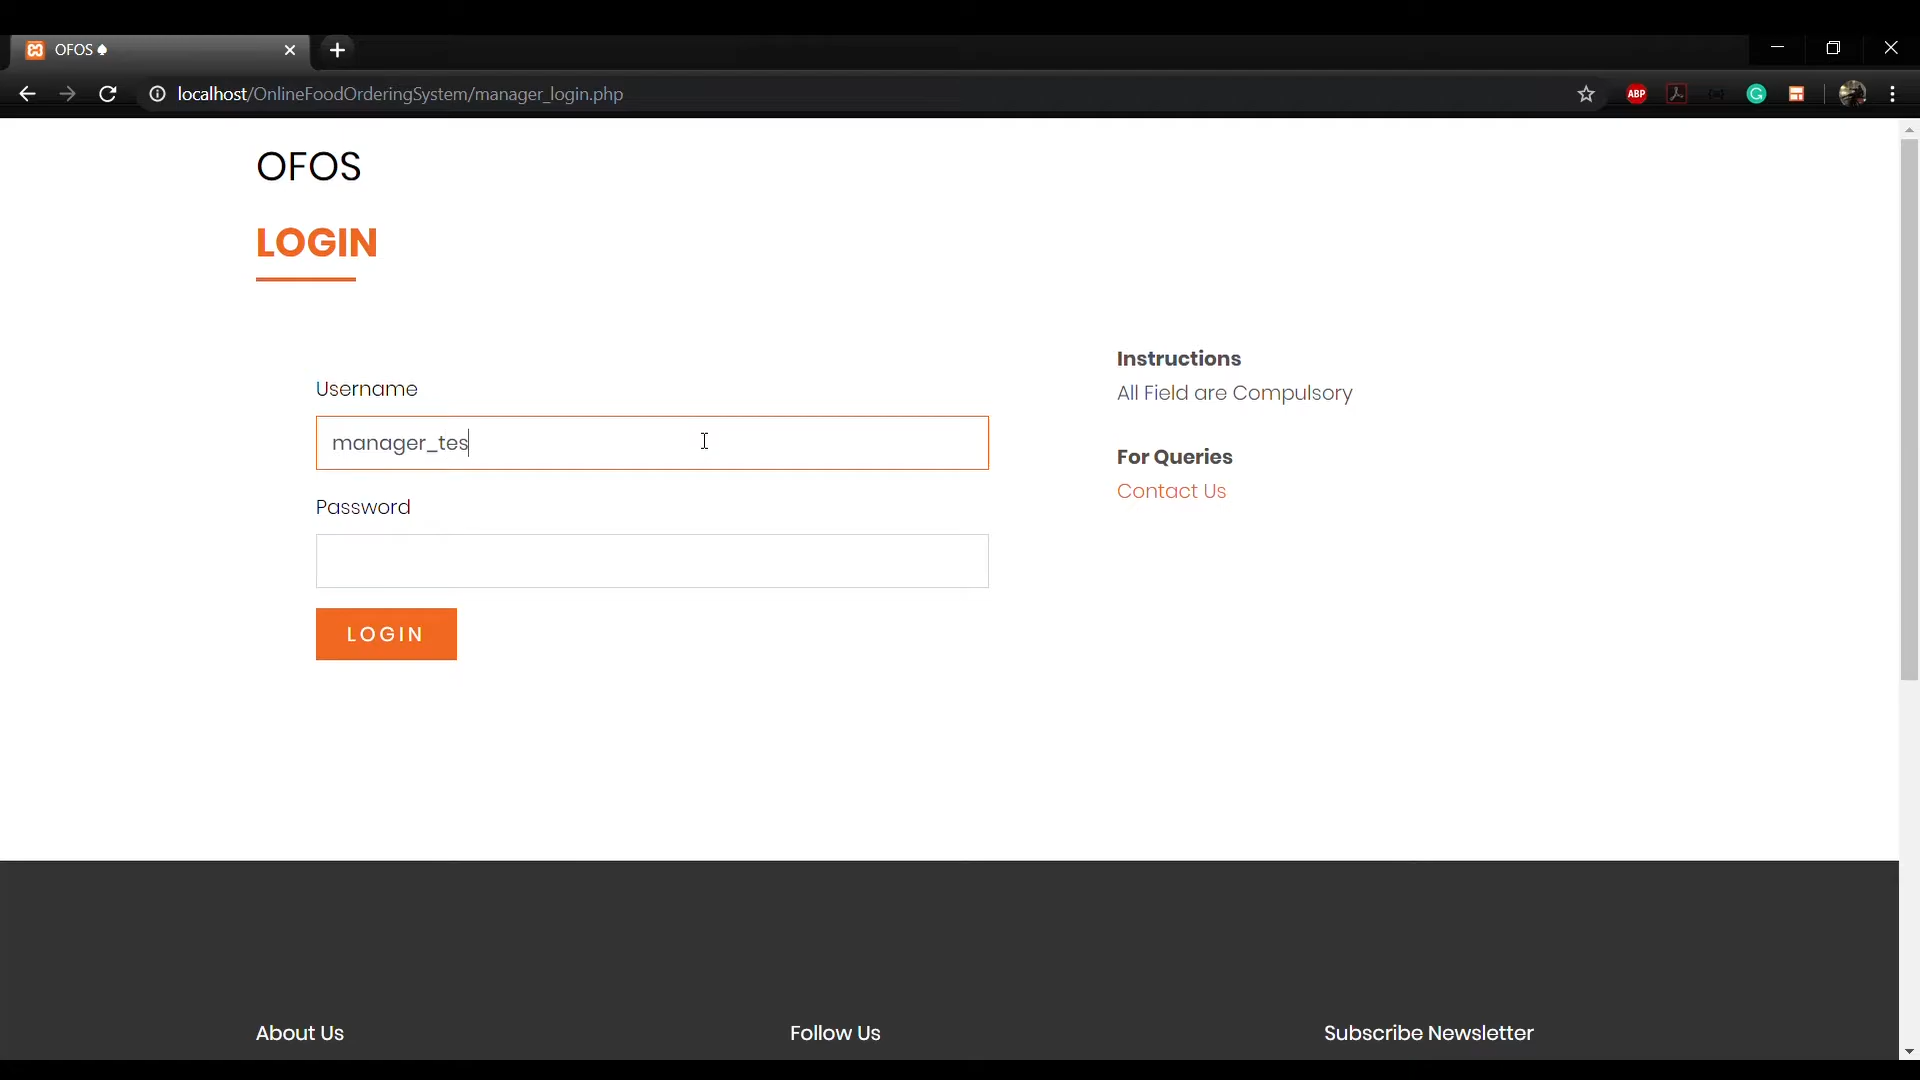 OFOS ♠
localhost/OnlineFoodOrderingSystem/manager_login.php
ABP
OFOS
LOGIN
Username
manager_tes
Password
LOGIN
Instructions
All Field are Compulsory
For Queries
Contact Us
About Us
Follow Us
Subscribe Newsletter